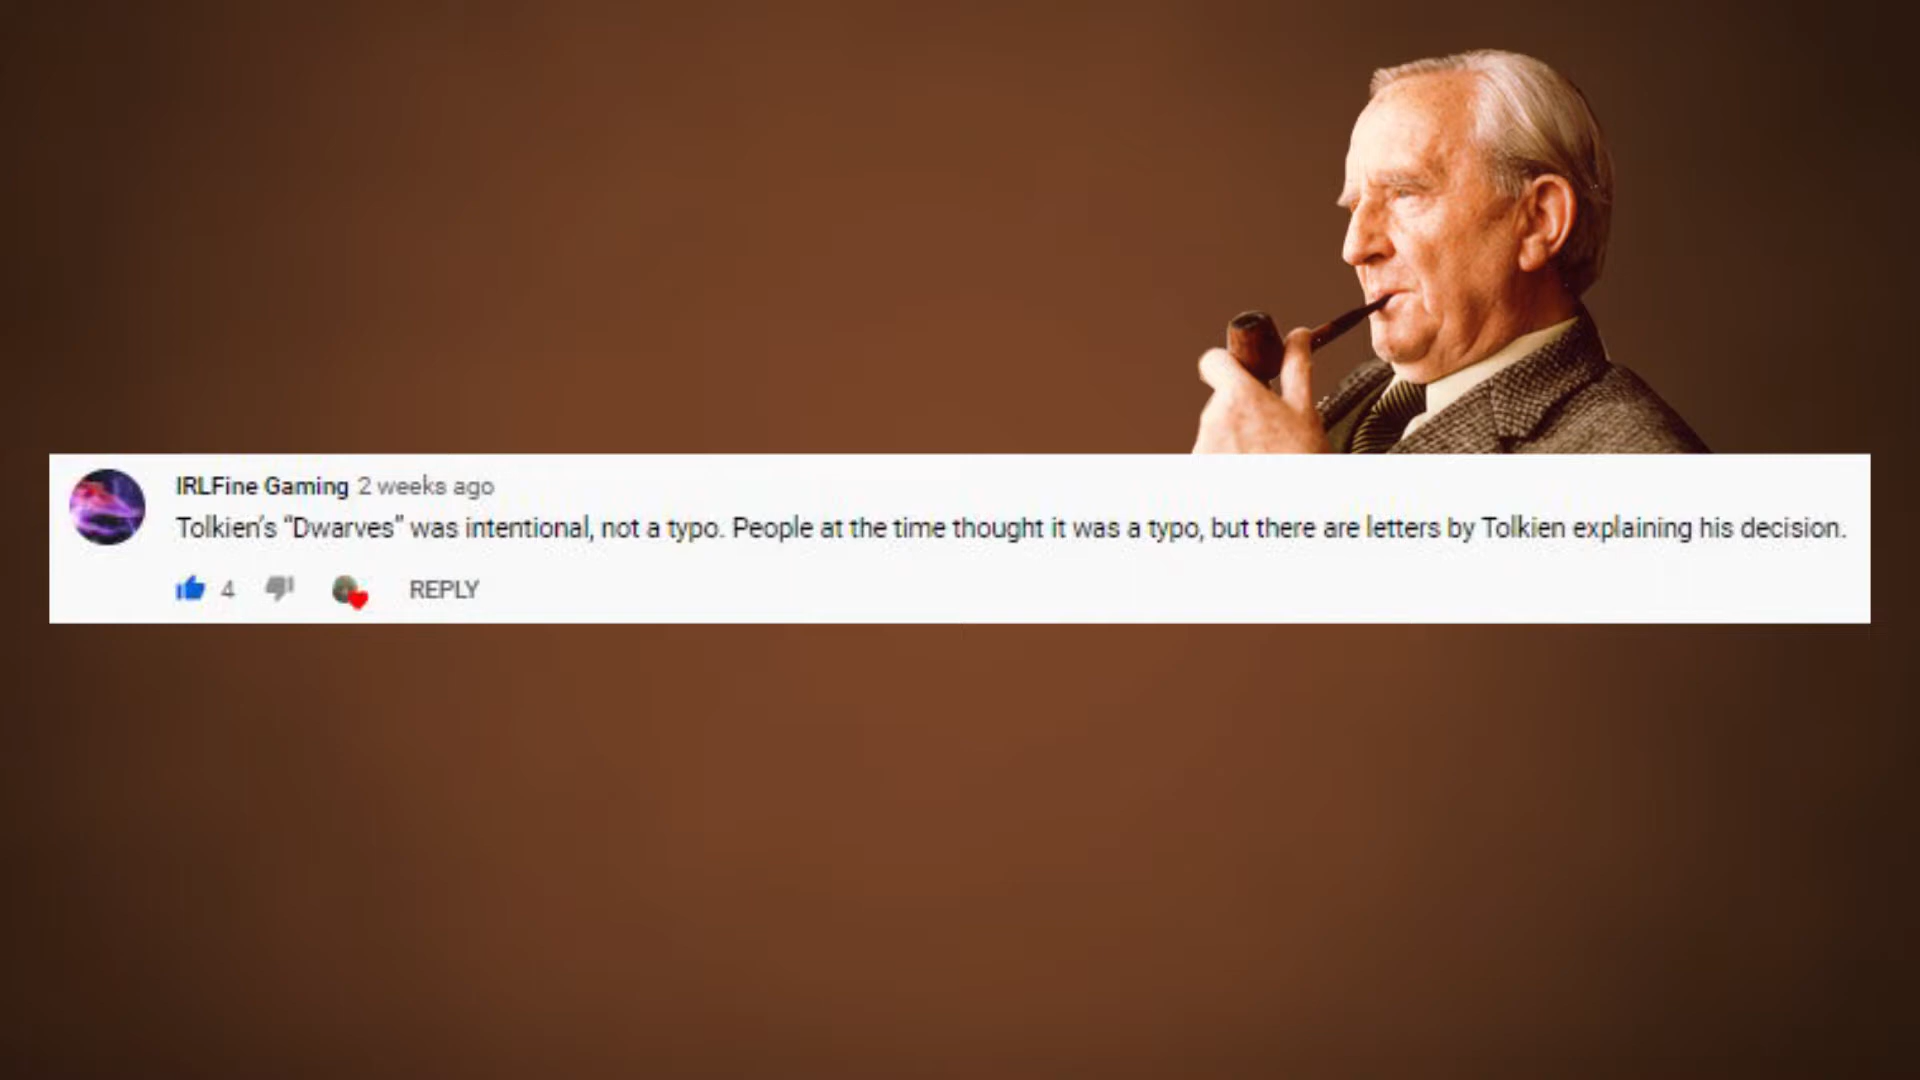 IRLFine Gaming 2 weeks ago
Tolkien's “Dwarves” was intentional, not a typo. People at the time thought it was a typo, but there are letters by Tolkien explaining his decision.
4 REPLY